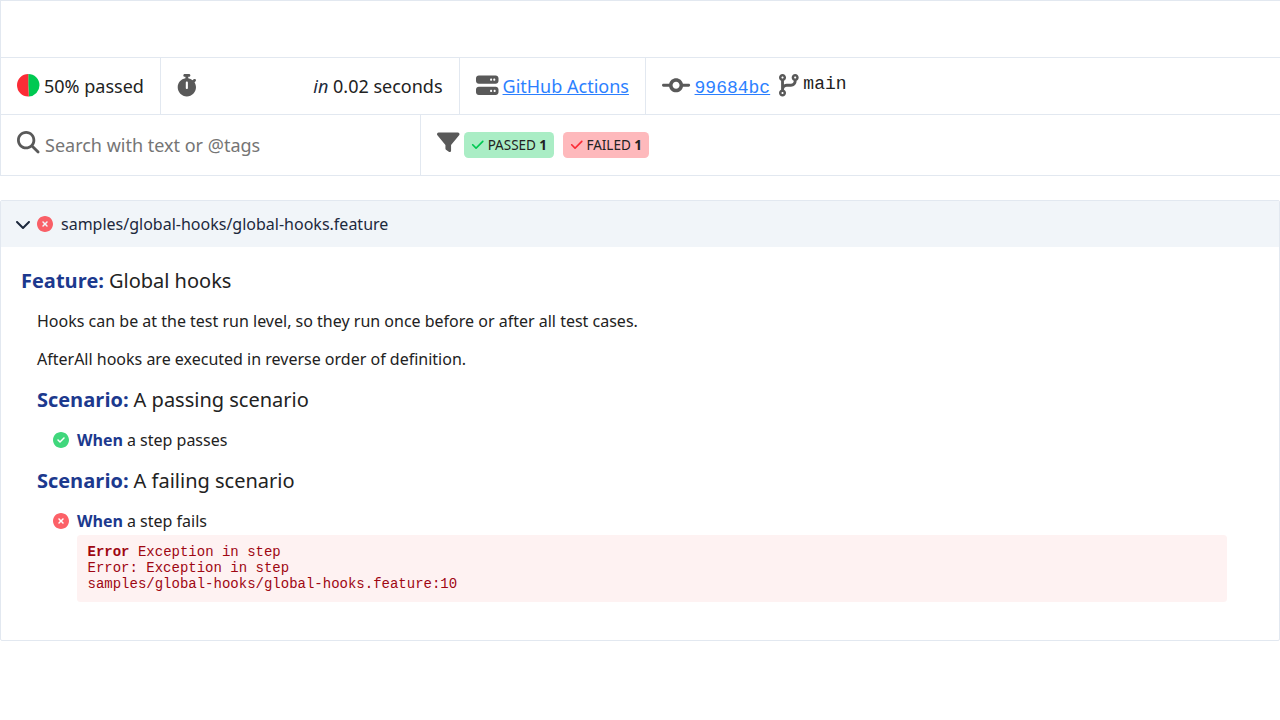 50% passed
in 0.02 seconds
GitHub Actions
99684bc
main
Search with text or @tags
PASSED 1
FAILED 1
samples/global-hooks/global-hooks.feature
Feature: Global hooks
Hooks can be at the test run level, so they run once before or after all test cases.
AfterAll hooks are executed in reverse order of definition.
Scenario: A passing scenario
When a step passes
Scenario: A failing scenario
When a step fails
Error Exception in step
Error: Exception in step
samples/global-hooks/global-hooks.feature:10